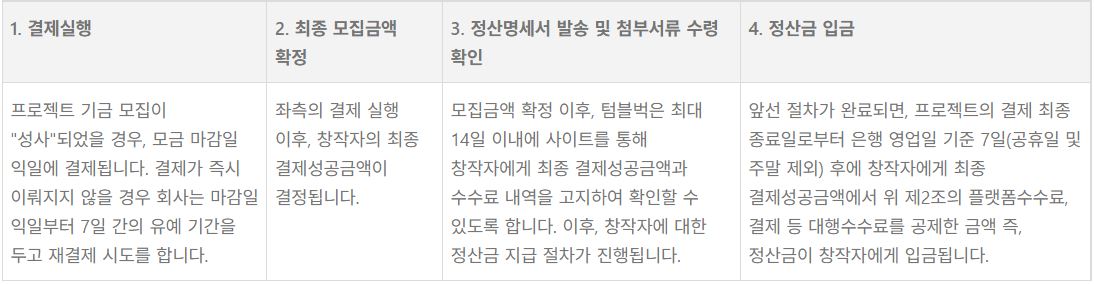 1. 결제실행
2. 최종 모집금액
확정
3. 정산명세서 발송 및 첨부서류 수령
확인
4. 정산금 입금
프로젝트 기금 모집이
"성사"되었을 경우, 모금 마감일
익일에 결제됩니다. 결제가 즉시
이뤄지지 않을 경우 회사는 마감일
익일부터 7일 간의 유예 기간을
두고 재결제 시도를 합니다.
좌측의 결제 실행
이후, 창작자의 최종
결제성공금액이
결정됩니다.
모집금액 확정 이후, 텀블벅은 최대
14일 이내에 사이트를 통해
창작자에게 최종 결제성공금액과
수수료 내역을 고지하여 확인할 수
있도록 합니다. 이후, 창작자에 대한
정산금 지급 절차가 진행됩니다.
앞선 절차가 완료되면, 프로젝트의 결제 최종
종료일로부터 은행 영업일 기준 7일(공휴일 및
주말 제외) 후에 창작자에게 최종
결제성공금액에서 위 제2조의 플랫폼수수료,
결제 등 대행수수료를 공제한 금액 즉,
정산금이 창작자에게 입금됩니다.